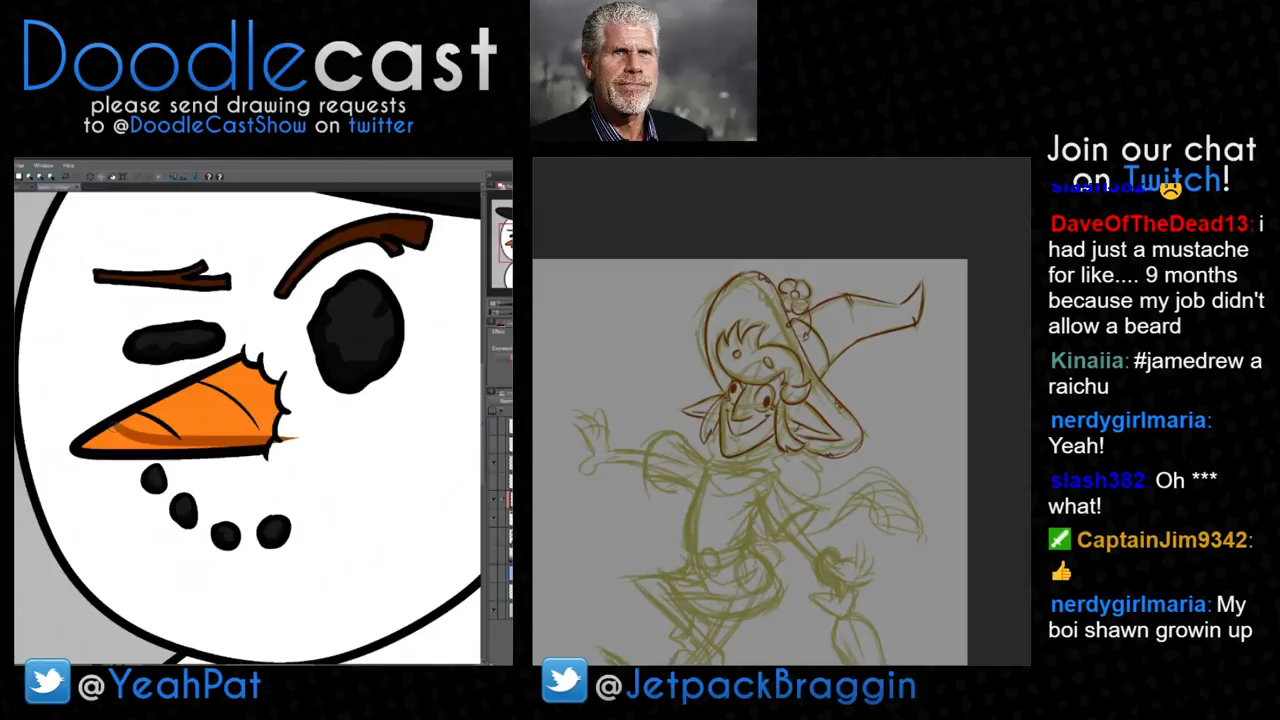 Doodlecast
please send drawing requests
to @DoodleCastShow on twitter
Window Help
@YeahPat
@JetpackBraggin
Join our chat
on Twitch!
DaveOfTheDead13: i
had just a mustache
for like.... 9 months
because my job didn't
allow a beard
Kinaiia: #jamedrew a
raichu
nerdygirlmaria:
Yeah!
slash382: Oh ***
what!
CaptainJim9342:
👍
nerdygirlmaria: My
boi shawn growin up